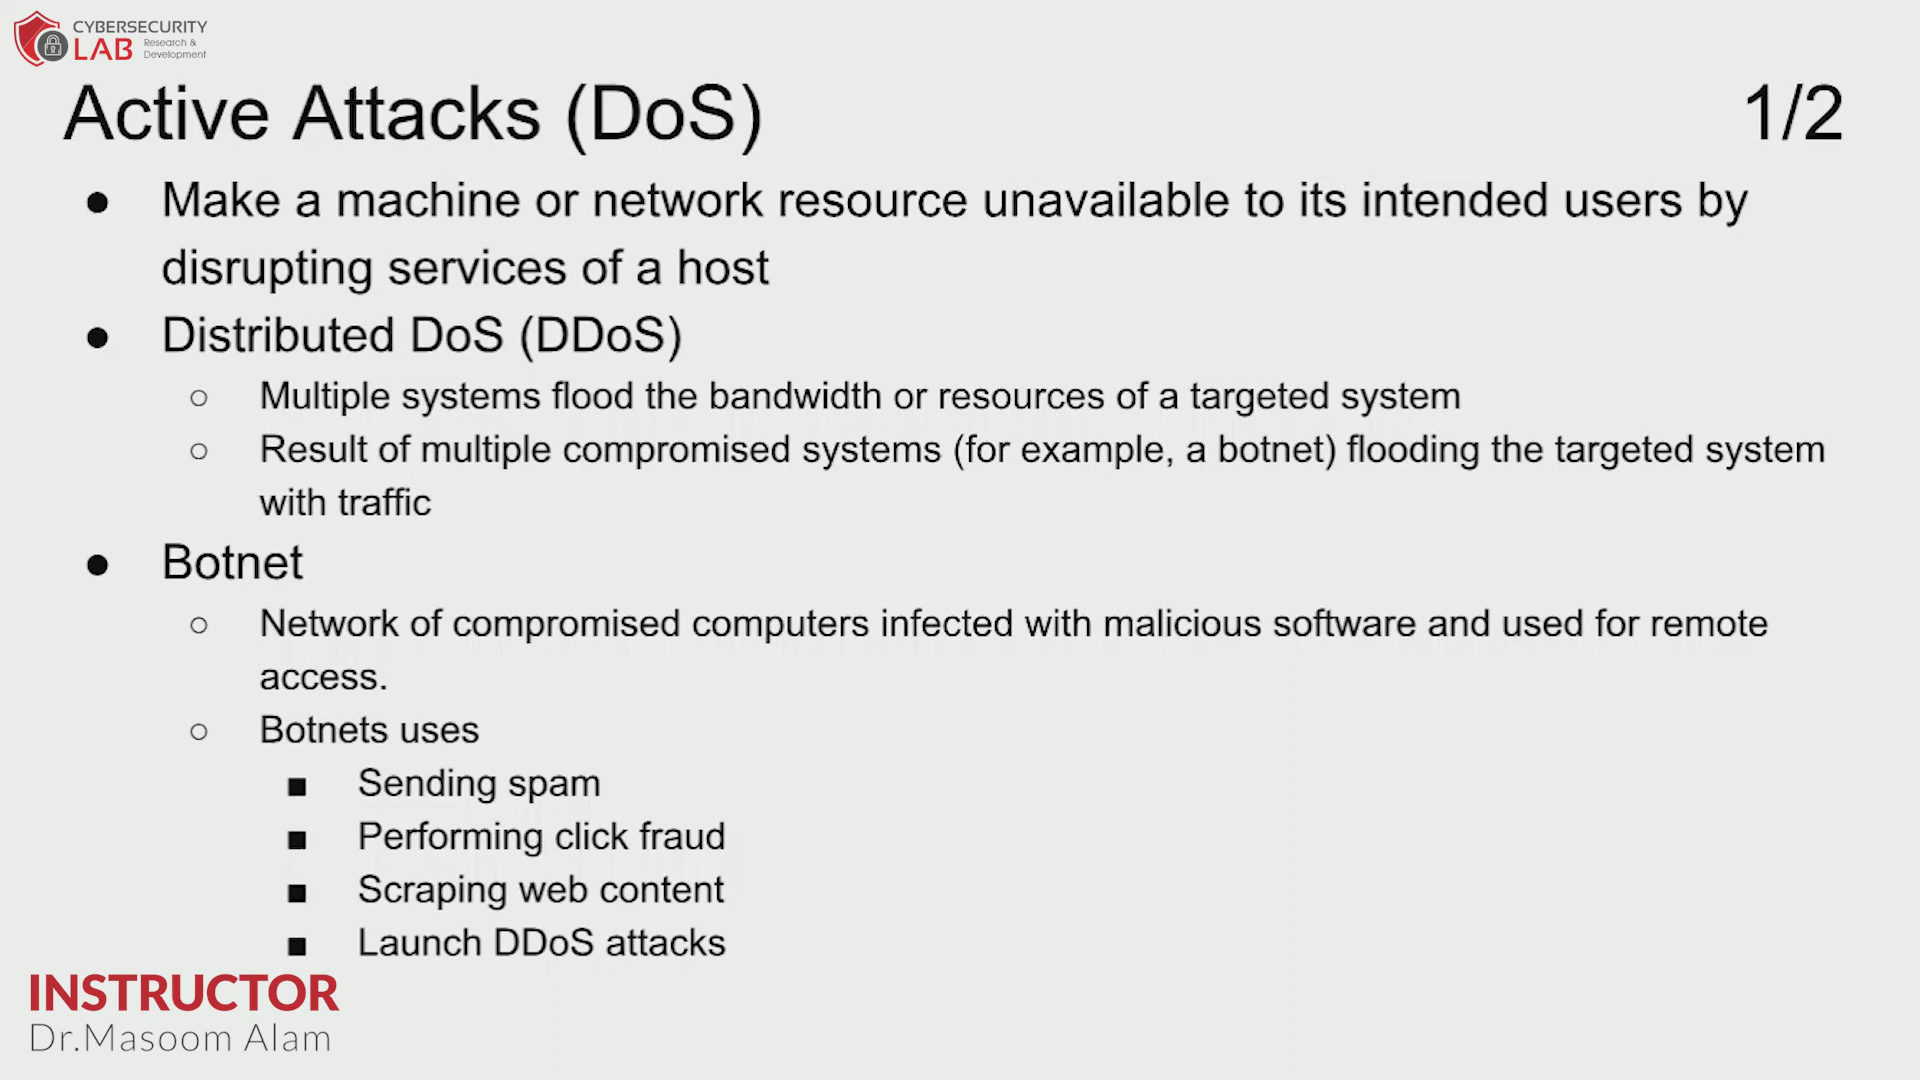 CYBERSECURITY
LAB Research &
Development
Active Attacks (DoS) 1/2
● Make a machine or network resource unavailable to its intended users by
disrupting services of a host
● Distributed DoS (DDoS)
○ Multiple systems flood the bandwidth or resources of a targeted system
○ Result of multiple compromised systems (for example, a botnet) flooding the targeted system
with traffic
● Botnet
○ Network of compromised computers infected with malicious software and used for remote
access.
○ Botnets uses
■ Sending spam
■ Performing click fraud
■ Scraping web content
■ Launch DDoS attacks
INSTRUCTOR
Dr.Masoom Alam